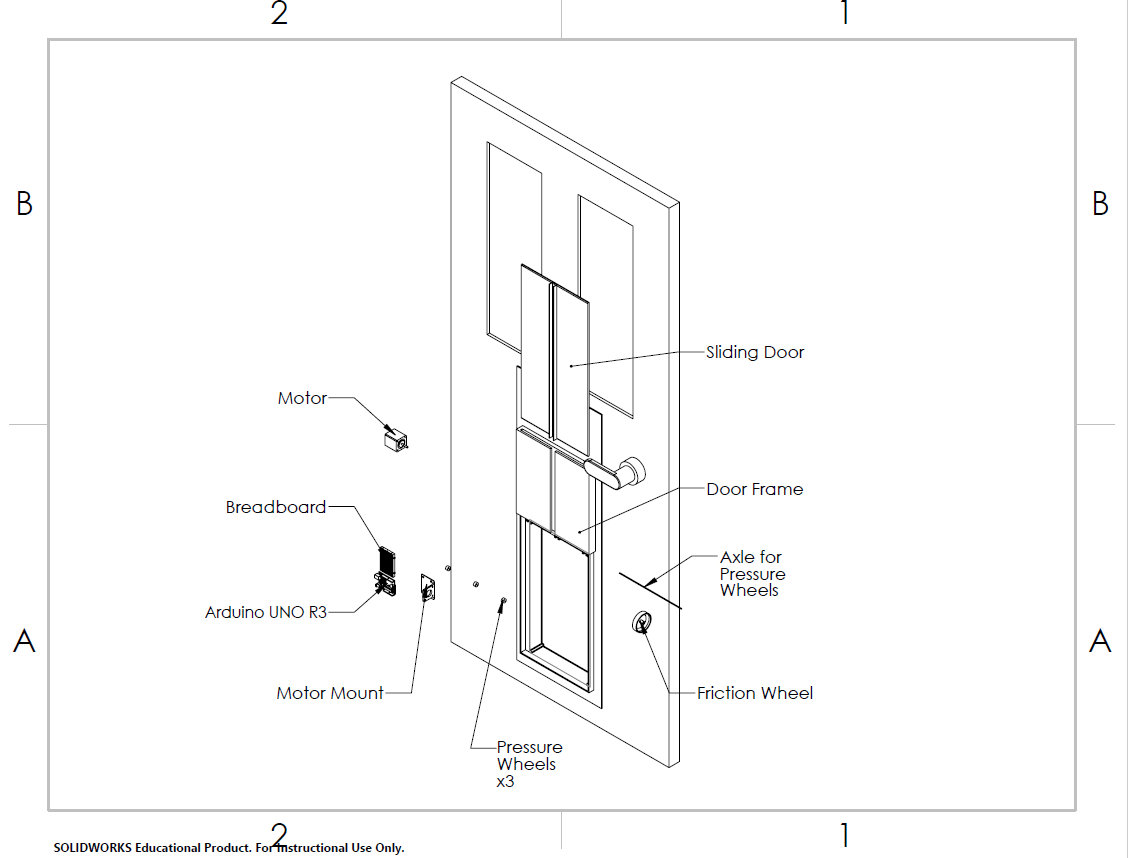 2
1
B
B
Sliding Door
Motor
Door Frame
Breadboard
Axle for
Pressure
Wheels
Arduino UNO R3
A
A
Motor Mount
Friction Wheel
Pressure
Wheels
x3
2
1
SOLIDWORKS Educational Product. For Instructional Use Only.